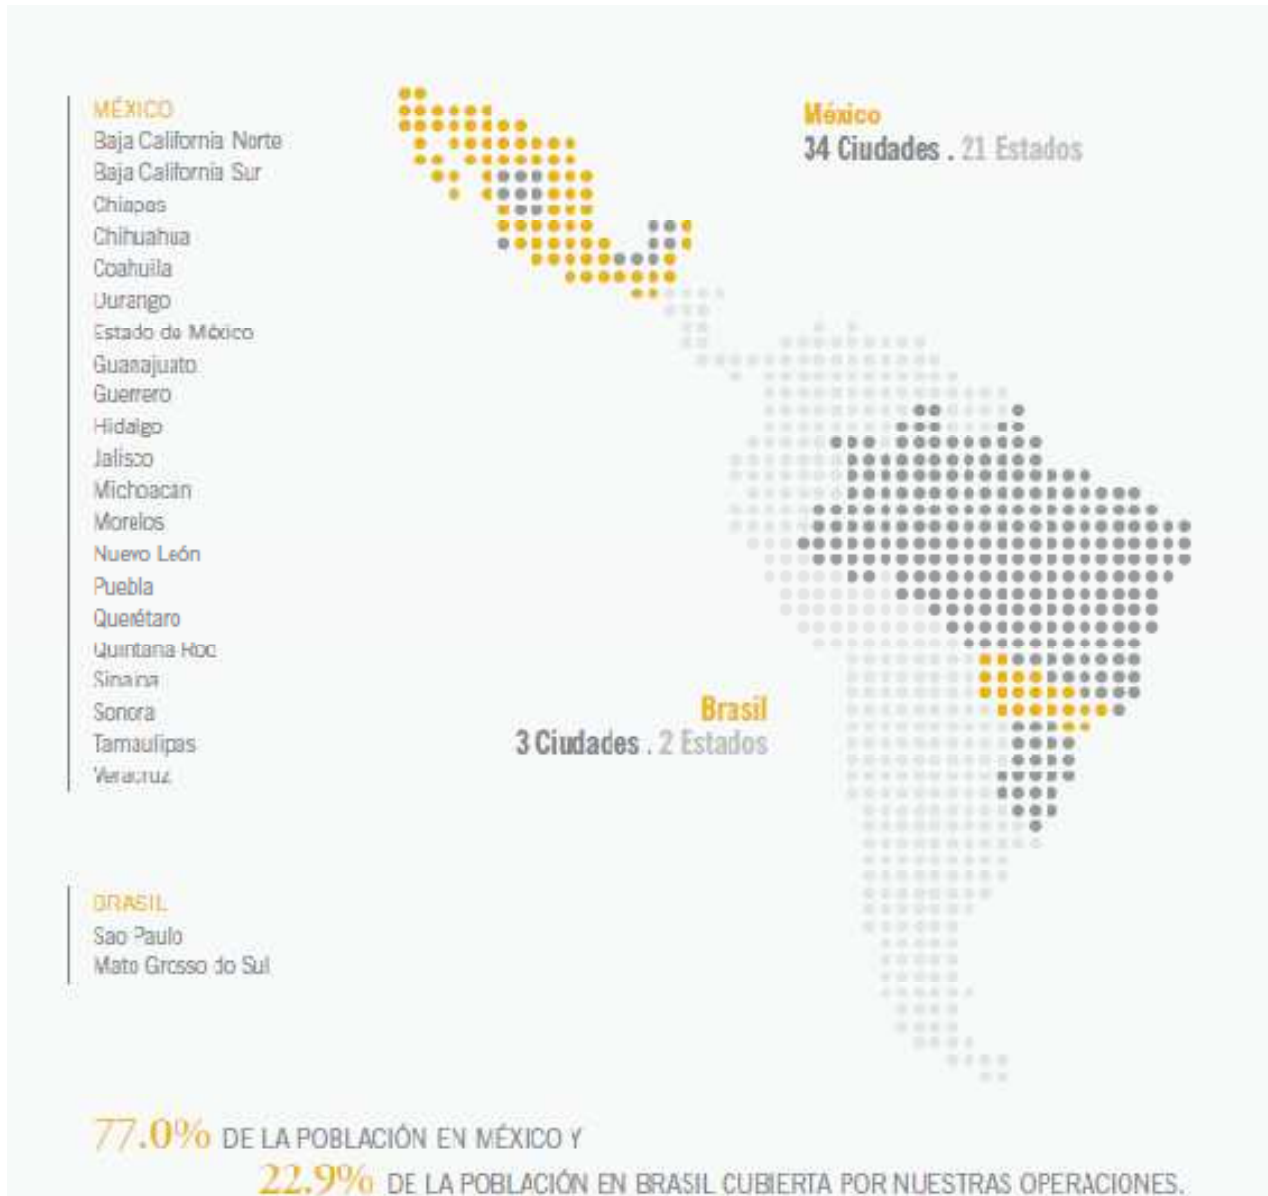 MÉXICO
Baja California Norte
Baja California Sur
Chiapas
Chihuahua
Coahuila
Durango
Estado de México
Guanajuato
Guerrero
Hidalgo
Jalisco
Michoacán
Morelos
Nuevo León
Puebla
Querétaro
Quintana Roo
Sinaloa
Sonora
Tamaulipas
Veracruz
México
34 Ciudades . 21 Estados
Brasil
3 Ciudades . 2 Estados
BRASIL
Sao Paulo
Mato Grosso do Sul
77.0% DE LA POBLACIÓN EN MÉXICO Y
22.9% DE LA POBLACIÓN EN BRASIL CUBIERTA POR NUESTRAS OPERACIONES.